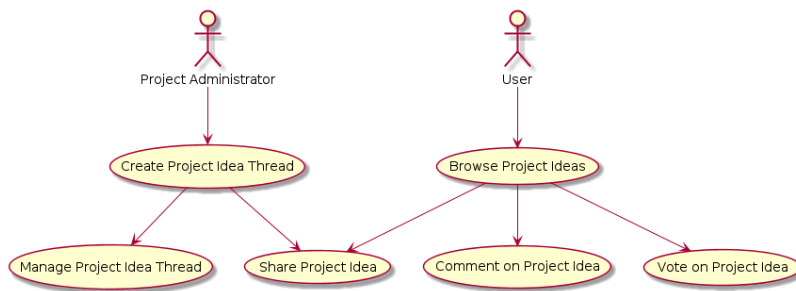 Project Administrator
User
Create Project Idea Thread
Browse Project Ideas
Manage Project Idea Thread
Share Project Idea
Comment on Project Idea
Vote on Project Idea